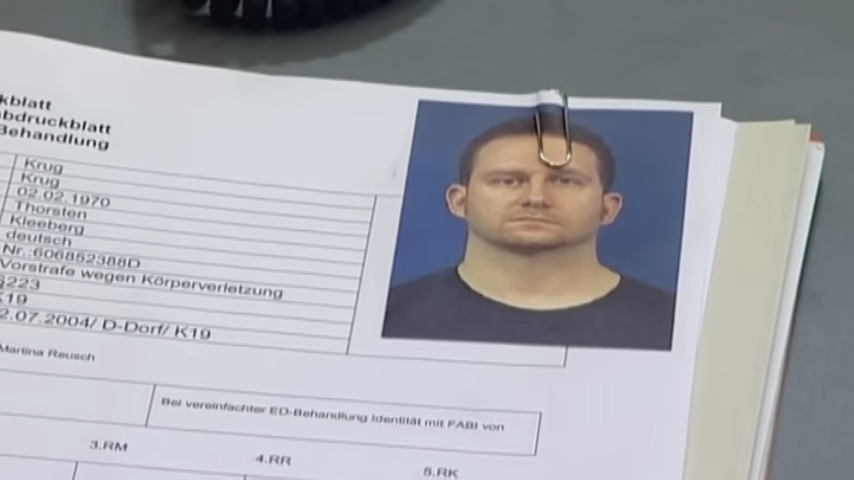 kblatt
bdruckblatt
Behandlung
Krug
Krug
02.02.1970
Thorsten
Kleeberg
deutsch
Nr.:606852388D
Vorstrafe wegen Körperverletzung
§223
K19
2.07.2004/ D-Dorf/ K19
Martina Reusch
Bei vereinfachter ED-Behandlung Identität mit FABI von
3.RM
4.RR
5.RK